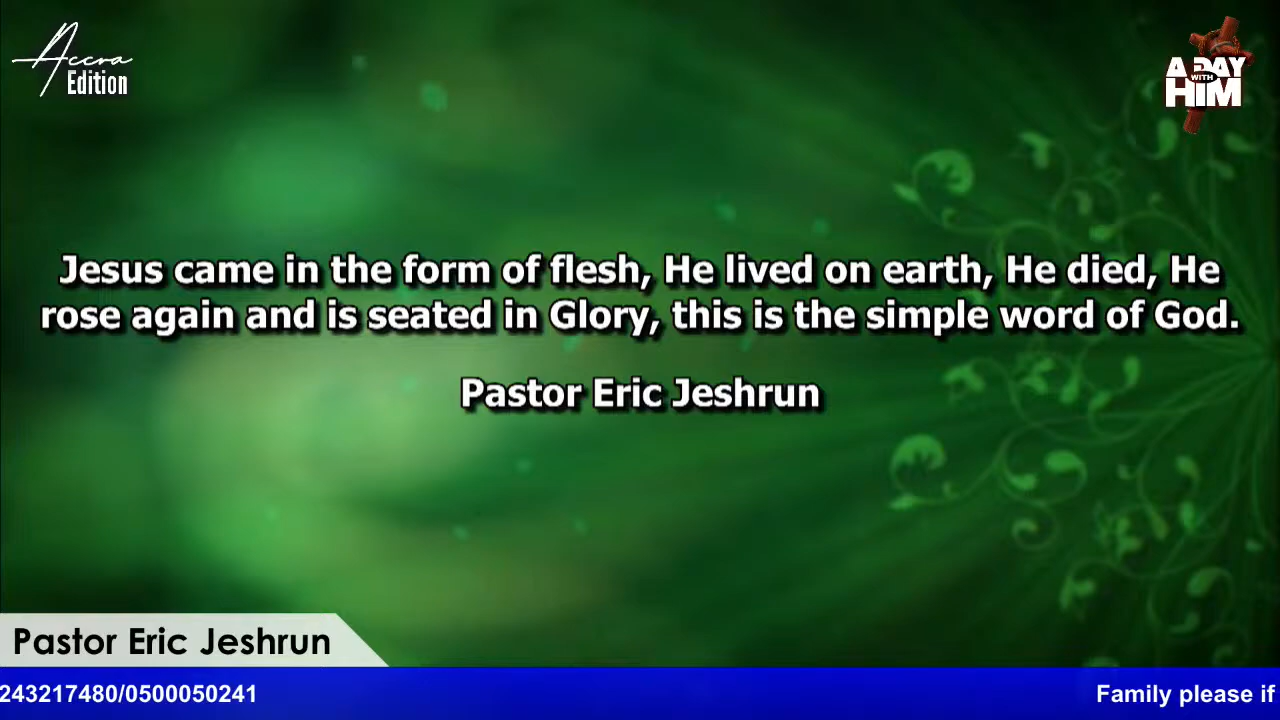 Accra
Edition
A DAY
WITH
HIM
Jesus came in the form of flesh, He lived on earth, He died, He
rose again and is seated in Glory, this is the simple word of God.
Pastor Eric Jeshrun
Pastor Eric Jeshrun
243217480/0500050241
Family please if